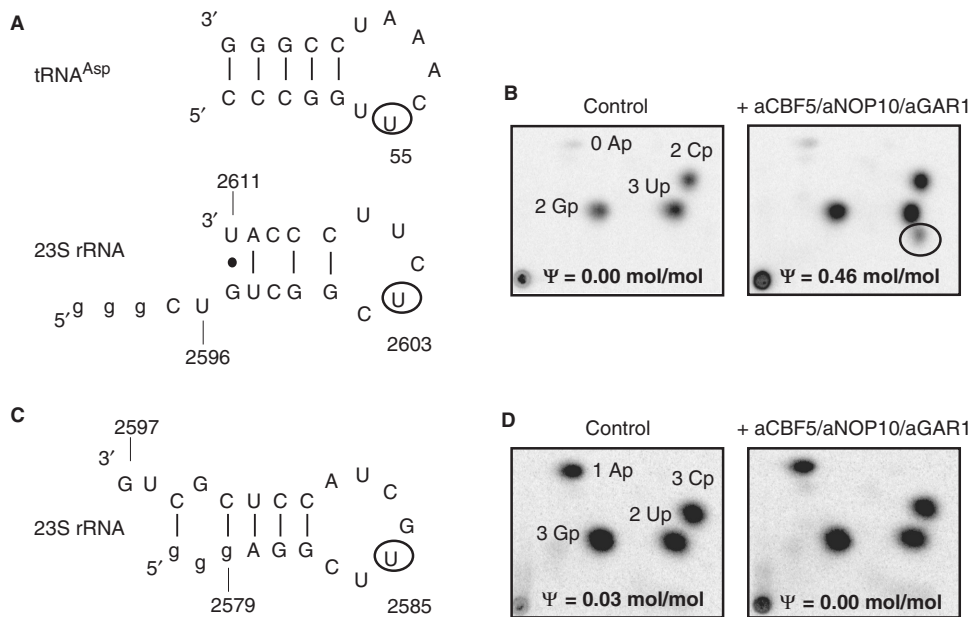 A
3′
G G G C C U A A A C
tRNA^Asp
5′ C C C G G U U
55
2611
3′
U A C C C U U C
23S rRNA
5′ g g g C U G U C G G C U
2596
2603
B
Control
+ aCBF5/aNOP10/aGAR1
0 Ap
2 Cp
3 Up
2 Gp
Ψ = 0.00 mol/mol
Ψ = 0.46 mol/mol
C
2597
3′
G U C G C U C C A U C G
23S rRNA
5′ g g g A G G C U U
2579
2585
D
Control
+ aCBF5/aNOP10/aGAR1
1 Ap
3 Cp
2 Up
3 Gp
Ψ = 0.03 mol/mol
Ψ = 0.00 mol/mol